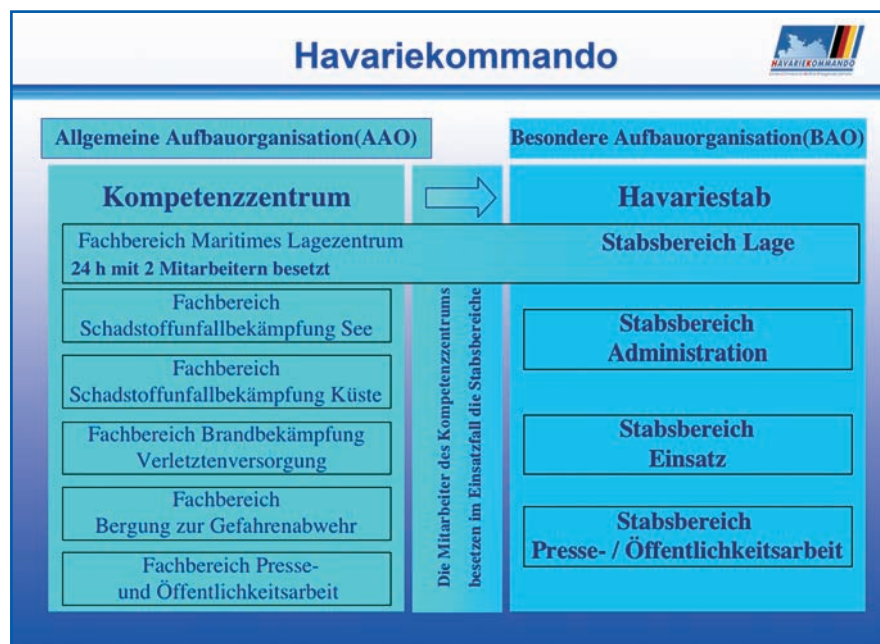 Havariekommando
HAVARIEKOMMANDO
Allgemeine Aufbauorganisation(AAO)
Besondere Aufbauorganisation(BAO)
Kompetenzzentrum
Havariestab
Fachbereich Maritimes Lagezentrum
24 h mit 2 Mitarbeitern besetzt
Stabsbereich Lage
Fachbereich
Schadstoffunfallbekämpfung See
Fachbereich
Schadstoffunfallbekämpfung Küste
Fachbereich Brandbekämpfung
Verletztenversorgung
Fachbereich
Bergung zur Gefahrenabwehr
Fachbereich Presse-
und Öffentlichkeitsarbeit
Die Mitarbeiter des Kompetenzzentrums
besetzen im Einsatzfall die Stabsbereiche
Stabsbereich
Administration
Stabsbereich
Einsatz
Stabsbereich
Presse- / Öffentlichkeitsarbeit